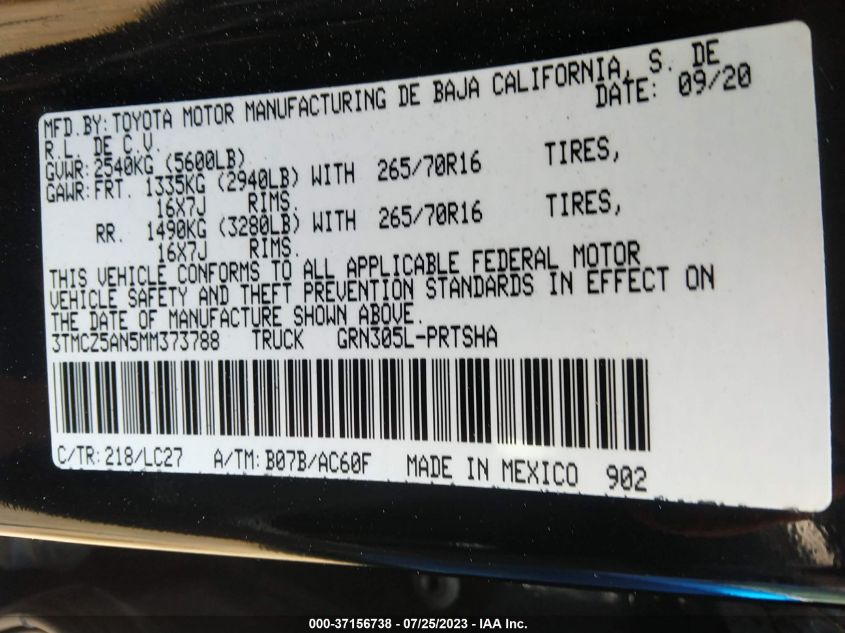 MFD.BY: TOYOTA MOTOR MANUFACTURING DE BAJA CALIFORNIA, S. DE
R.L. DE C.V. DATE: 09/20
GVWR: 2540KG (5600LB)
GAWR: FRT. 1335KG (2940LB) WITH 265/70R16 TIRES,
16X7J RIMS.
RR. 1490KG (3280LB) WITH 265/70R16 TIRES,
16X7J RIMS.
THIS VEHICLE CONFORMS TO ALL APPLICABLE FEDERAL MOTOR
VEHICLE SAFETY AND THEFT PREVENTION STANDARDS IN EFFECT ON
THE DATE OF MANUFACTURE SHOWN ABOVE.
3TMCZ5AN5MM373788 TRUCK GRN305L-PRTSHA
C/TR: 218/LC27 A/TM: B07B/AC60F MADE IN MEXICO 902
000-37156738 / 07/25/2023 - IAA Inc.